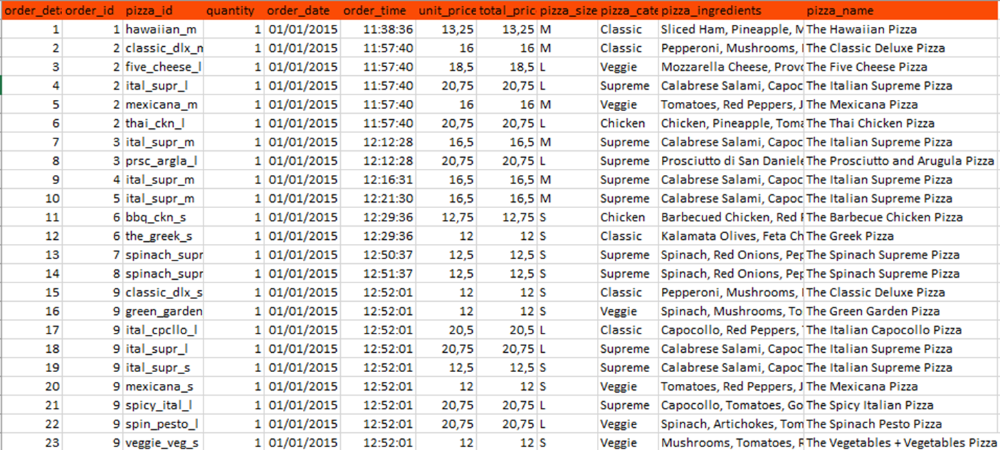 order_deta order_id pizza_id quantity order_date order_time unit_price total_pric pizza_size pizza_cate pizza_ingredients pizza_name
1 1 hawaiian_m 1 01/01/2015 11:38:36 13,25 13,25 M Classic Sliced Ham, Pineapple, M The Hawaiian Pizza
2 2 classic_dlx_m 1 01/01/2015 11:57:40 16 16 M Classic Pepperoni, Mushrooms, The Classic Deluxe Pizza
3 2 five_cheese_l 1 01/01/2015 11:57:40 18,5 18,5 L Veggie Mozzarella Cheese, Provo The Five Cheese Pizza
4 2 ital_supr_l 1 01/01/2015 11:57:40 20,75 20,75 L Supreme Calabrese Salami, Capoc The Italian Supreme Pizza
5 2 mexicana_m 1 01/01/2015 11:57:40 16 16 M Veggie Tomatoes, Red Peppers, J The Mexicana Pizza
6 2 thai_ckn_l 1 01/01/2015 11:57:40 20,75 20,75 L Chicken Chicken, Pineapple, Toma The Thai Chicken Pizza
7 3 ital_supr_m 1 01/01/2015 12:12:28 16,5 16,5 M Supreme Calabrese Salami, Capoc The Italian Supreme Pizza
8 3 prsc_argla_l 1 01/01/2015 12:12:28 20,75 20,75 L Supreme Prosciutto di San Daniele The Prosciutto and Arugula Pizza
9 4 ital_supr_m 1 01/01/2015 12:16:31 16,5 16,5 M Supreme Calabrese Salami, Capoc The Italian Supreme Pizza
10 5 ital_supr_m 1 01/01/2015 12:21:30 16,5 16,5 M Supreme Calabrese Salami, Capoc The Italian Supreme Pizza
11 6 bbq_ckn_s 1 01/01/2015 12:29:36 12,75 12,75 S Chicken Barbecued Chicken, Red P The Barbecue Chicken Pizza
12 6 the_greek_s 1 01/01/2015 12:29:36 12 12 S Classic Kalamata Olives, Feta Ch The Greek Pizza
13 7 spinach_supr 1 01/01/2015 12:50:37 12,5 12,5 S Supreme Spinach, Red Onions, Pep The Spinach Supreme Pizza
14 8 spinach_supr 1 01/01/2015 12:51:37 12,5 12,5 S Supreme Spinach, Red Onions, Pep The Spinach Supreme Pizza
15 9 classic_dlx_s 1 01/01/2015 12:52:01 12 12 S Classic Pepperoni, Mushrooms, The Classic Deluxe Pizza
16 9 green_garden 1 01/01/2015 12:52:01 12 12 S Veggie Spinach, Mushrooms, To The Green Garden Pizza
17 9 ital_cpcllo_l 1 01/01/2015 12:52:01 20,5 20,5 L Classic Capocollo, Red Peppers, The Italian Capocollo Pizza
18 9 ital_supr_l 1 01/01/2015 12:52:01 20,75 20,75 L Supreme Calabrese Salami, Capoc The Italian Supreme Pizza
19 9 ital_supr_s 1 01/01/2015 12:52:01 12,5 12,5 S Supreme Calabrese Salami, Capoc The Italian Supreme Pizza
20 9 mexicana_s 1 01/01/2015 12:52:01 12 12 S Veggie Tomatoes, Red Peppers, J The Mexicana Pizza
21 9 spicy_ital_l 1 01/01/2015 12:52:01 20,75 20,75 L Supreme Capocollo, Tomatoes, Go The Spicy Italian Pizza
22 9 spin_pesto_l 1 01/01/2015 12:52:01 20,75 20,75 L Veggie Spinach, Artichokes, Tom The Spinach Pesto Pizza
23 9 veggie_veg_s 1 01/01/2015 12:52:01 12 12 S Veggie Mushrooms, Tomatoes, R The Vegetables + Vegetables Pizza